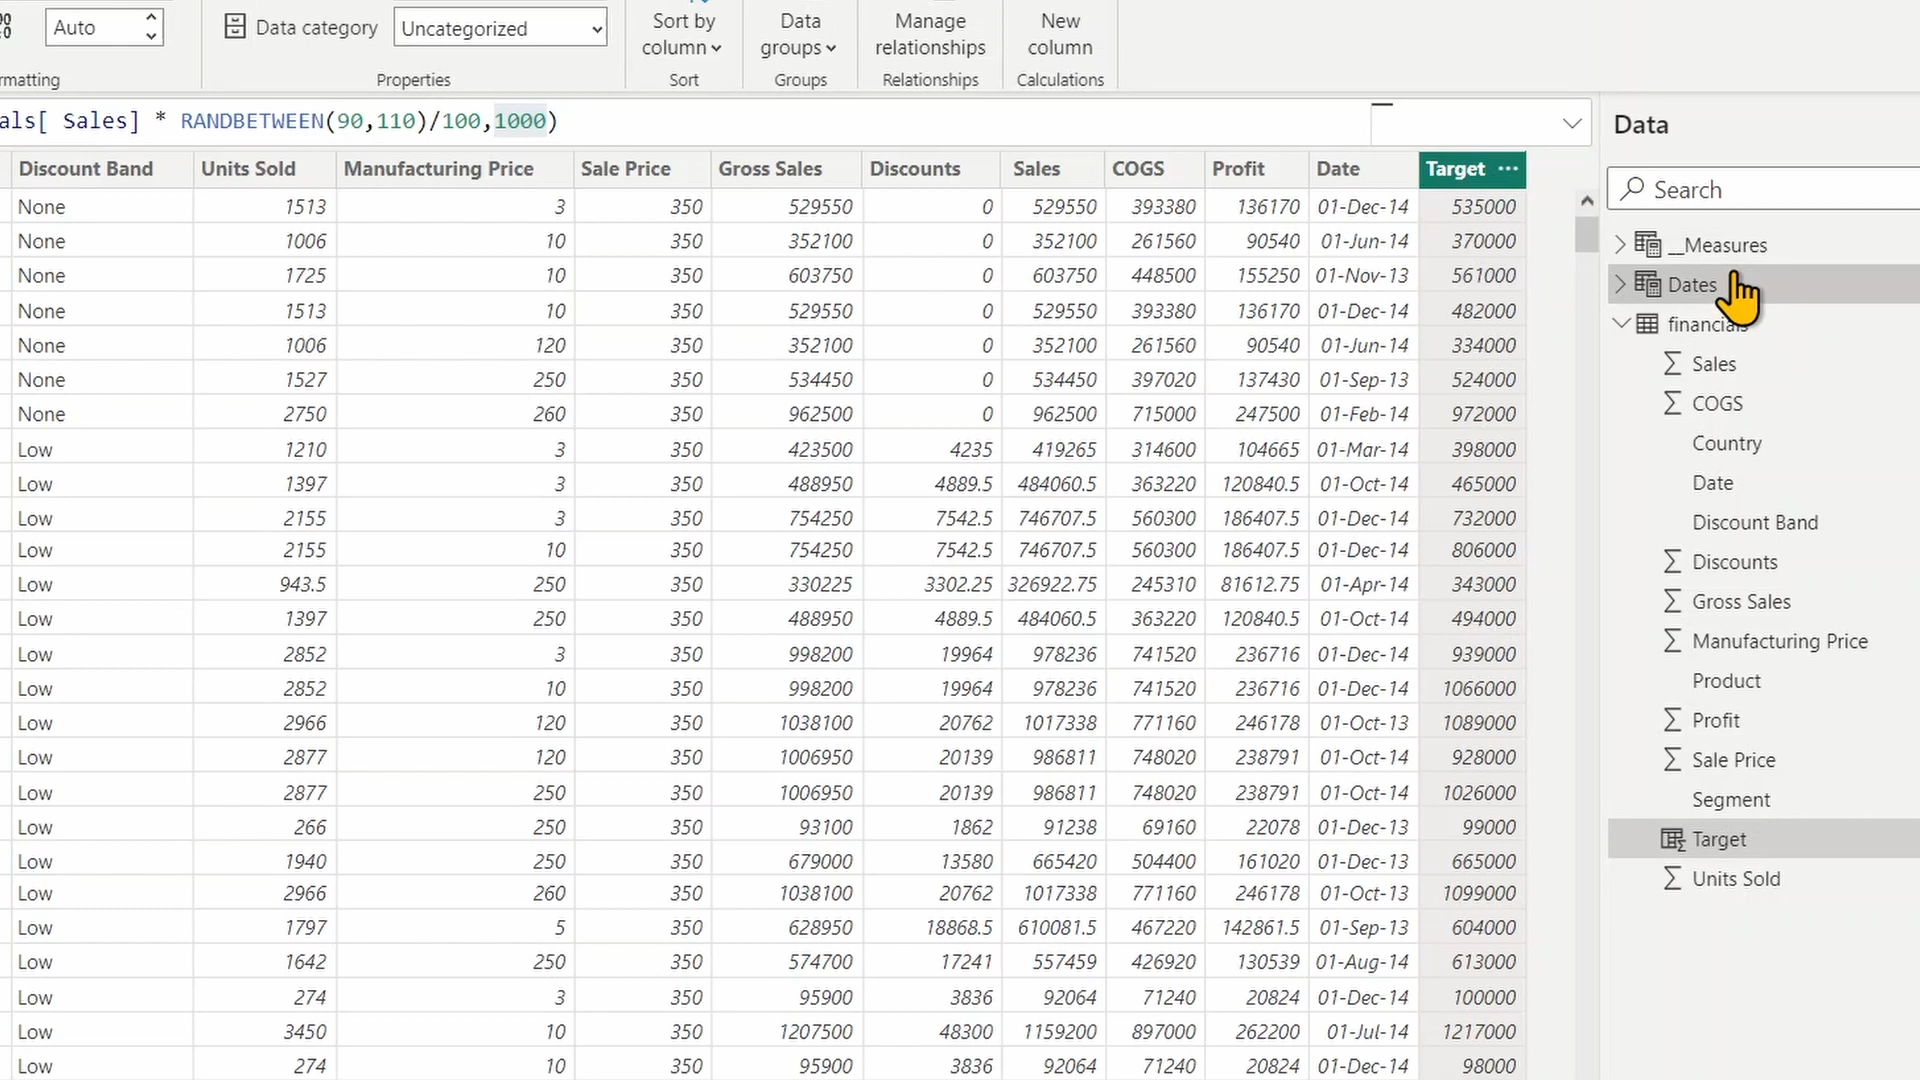 Auto
Data category
Uncategorized
Sort by
column
Data
groups
Manage
relationships
New
column
rmatting
Properties
Sort
Groups
Relationships
Calculations
als[ Sales] * RANDBETWEEN(90,110)/100,1000)
Discount Band Units Sold Manufacturing Price Sale Price Gross Sales Discounts Sales COGS Profit Date Target ...
None 1513 3 350 529550 0 529550 393380 136170 01-Dec-14 535000
None 1006 10 350 352100 0 352100 261560 90540 01-Jun-14 370000
None 1725 10 350 603750 0 603750 448500 155250 01-Nov-13 561000
None 1513 10 350 529550 0 529550 393380 136170 01-Dec-14 482000
None 1006 120 350 352100 0 352100 261560 90540 01-Jun-14 334000
None 1527 250 350 534450 0 534450 397020 137430 01-Sep-13 524000
None 2750 260 350 962500 0 962500 715000 247500 01-Feb-14 972000
Low 1210 3 350 423500 4235 419265 314600 104665 01-Mar-14 398000
Low 1397 3 350 488950 4889.5 484060.5 363220 120840.5 01-Oct-14 465000
Low 2155 3 350 754250 7542.5 746707.5 560300 186407.5 01-Dec-14 732000
Low 2155 10 350 754250 7542.5 746707.5 560300 186407.5 01-Dec-14 806000
Low 943.5 250 350 330225 3302.25 326922.75 245310 81612.75 01-Apr-14 343000
Low 1397 250 350 488950 4889.5 484060.5 363220 120840.5 01-Oct-14 494000
Low 2852 3 350 998200 19964 978236 741520 236716 01-Dec-14 939000
Low 2852 10 350 998200 19964 978236 741520 236716 01-Dec-14 1066000
Low 2966 120 350 1038100 20762 1017338 771160 246178 01-Oct-13 1089000
Low 2877 120 350 1006950 20139 986811 748020 238791 01-Oct-14 928000
Low 2877 250 350 1006950 20139 986811 748020 238791 01-Oct-14 1026000
Low 266 250 350 93100 1862 91238 69160 22078 01-Dec-13 99000
Low 1940 250 350 679000 13580 665420 504400 161020 01-Dec-13 665000
Low 2966 260 350 1038100 20762 1017338 771160 246178 01-Oct-13 1099000
Low 1797 5 350 628950 18868.5 610081.5 467220 142861.5 01-Sep-13 604000
Low 1642 250 350 574700 17241 557459 426920 130539 01-Aug-14 613000
Low 274 3 350 95900 3836 92064 71240 20824 01-Dec-14 100000
Low 3450 10 350 1207500 48300 1159200 897000 262200 01-Jul-14 1217000
Low 274 10 350 95900 3836 92064 71240 20824 01-Dec-14 98000
Data
Search
__Measures
Dates
financials
Sales
COGS
Country
Date
Discount Band
Discounts
Gross Sales
Manufacturing Price
Product
Profit
Sale Price
Segment
Target
Units Sold